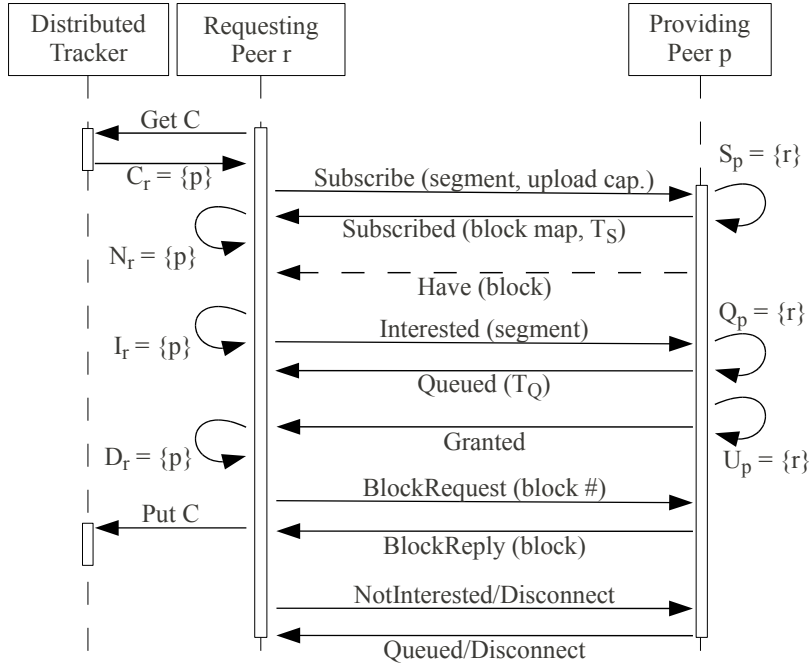 Distributed
Tracker
Requesting
Peer r
Providing
Peer p
Get C
C_r = {p}
S_p = {r}
Subscribe (segment, upload cap.)
Subscribed (block map, T_S)
N_r = {p}
Have (block)
Q_p = {r}
Interested (segment)
I_r = {p}
Queued (T_Q)
Granted
D_r = {p}
U_p = {r}
BlockRequest (block #)
Put C
BlockReply (block)
NotInterested/Disconnect
Queued/Disconnect